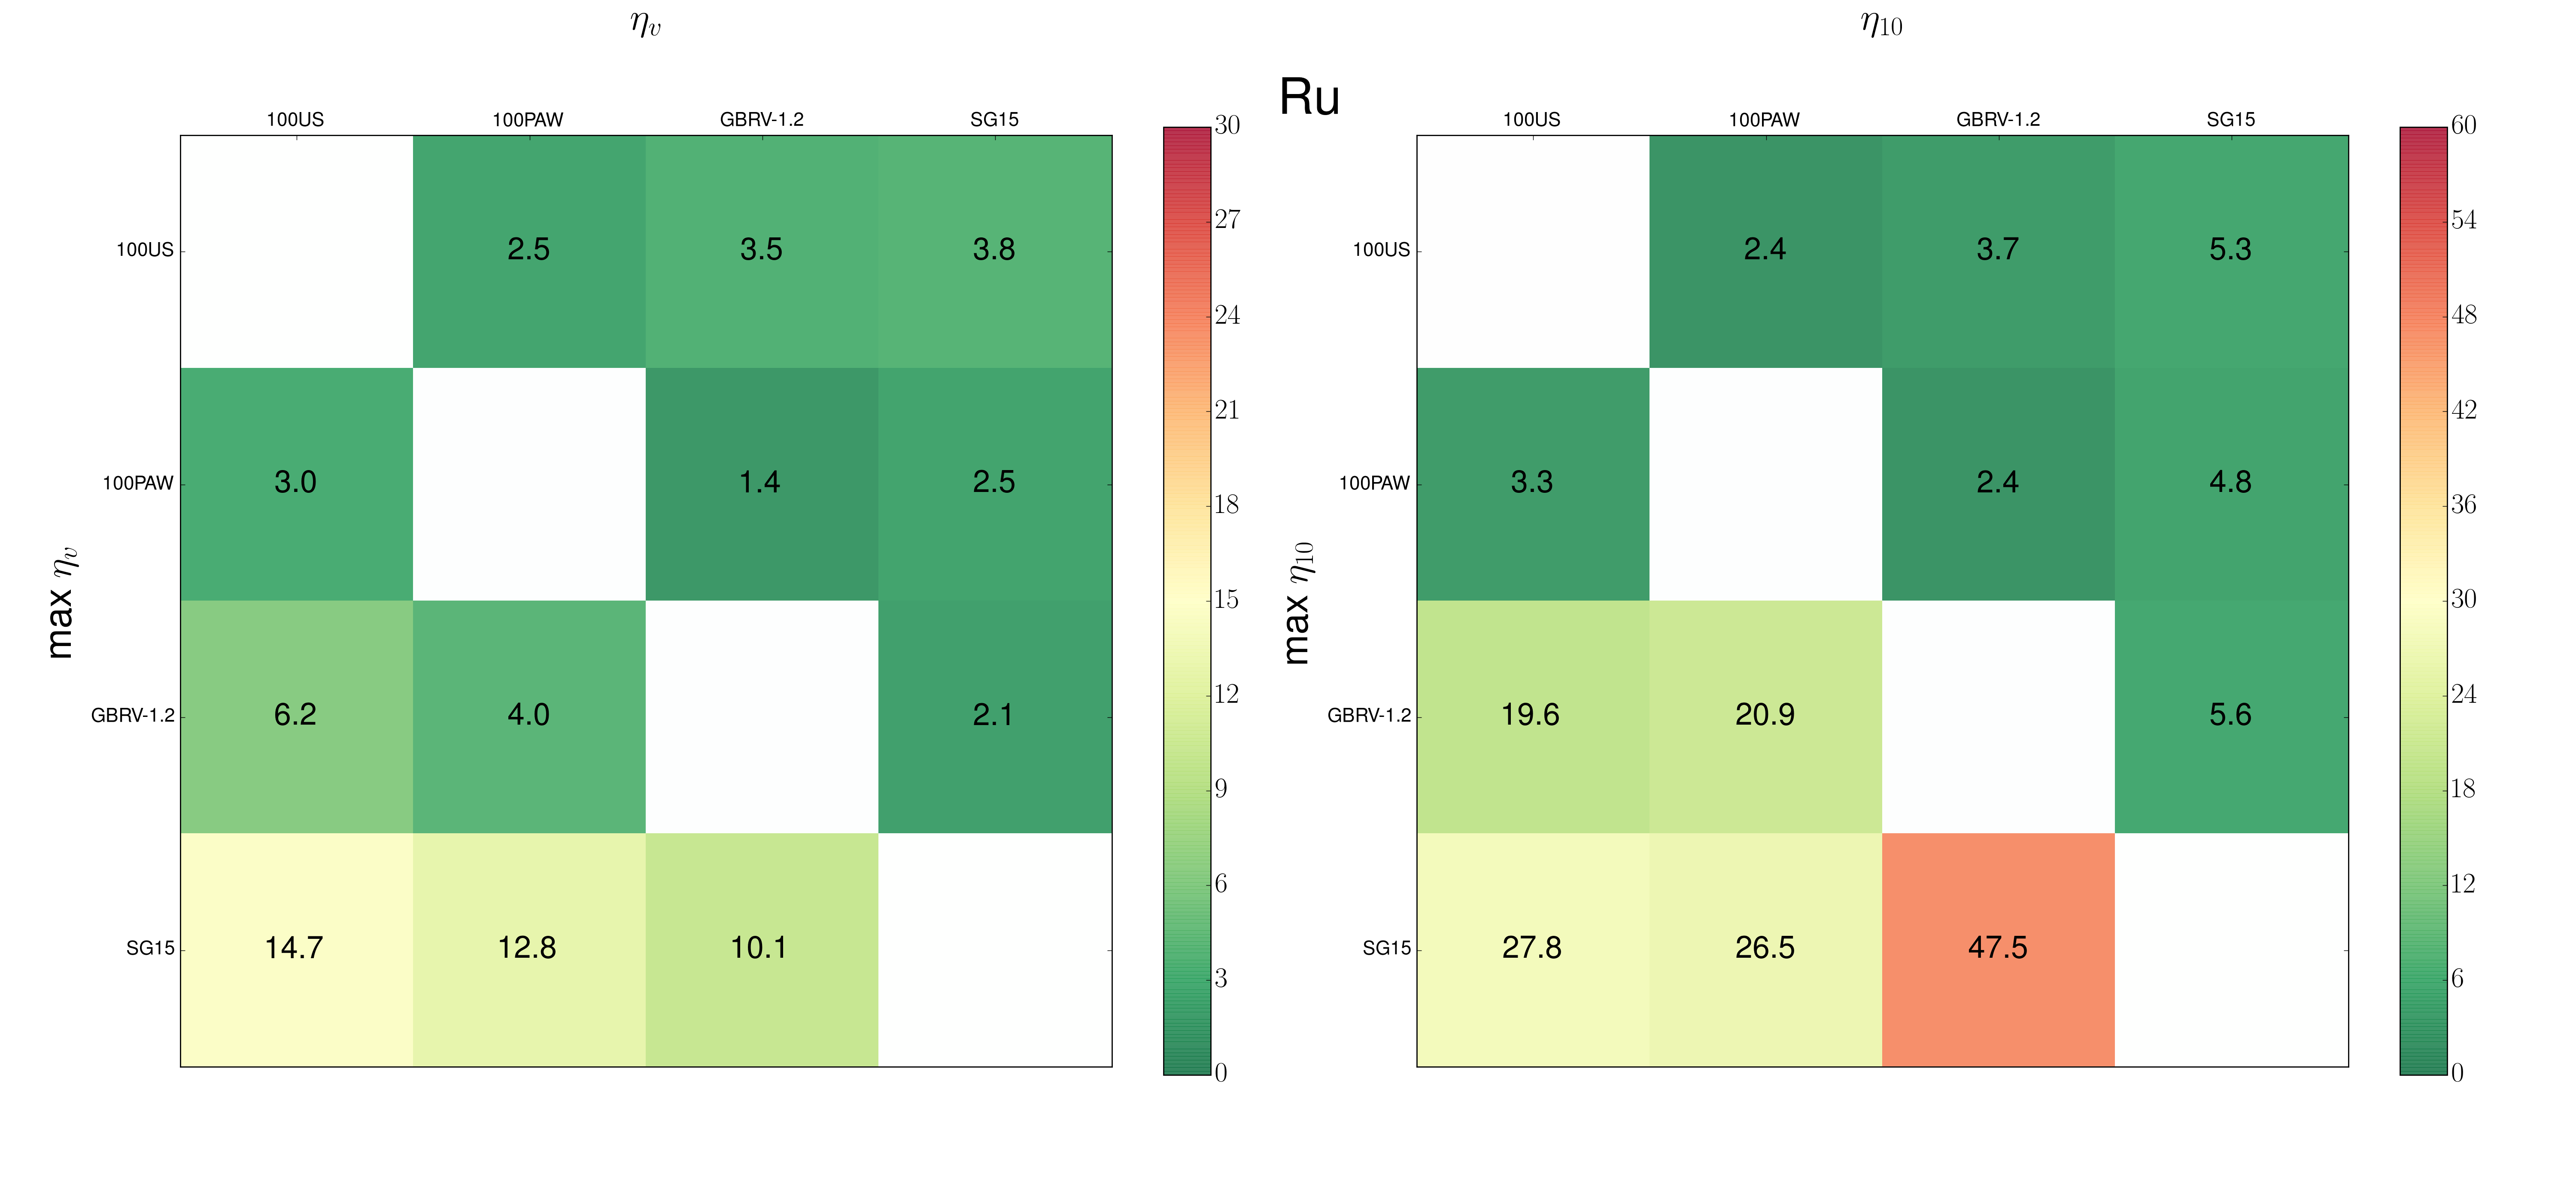 η_v
η_10
Ru
100US 100PAW GBRV-1.2 SG15
100US 2.5 3.5 3.8
100PAW 3.0 1.4 2.5
GBRV-1.2 6.2 4.0 2.1
SG15 14.7 12.8 10.1
max η_v
30
27
24
21
18
15
12
9
6
3
0
100US 100PAW GBRV-1.2 SG15
100US 2.4 3.7 5.3
100PAW 3.3 2.4 4.8
GBRV-1.2 19.6 20.9 5.6
SG15 27.8 26.5 47.5
max η_10
60
54
48
42
36
30
24
18
12
6
0